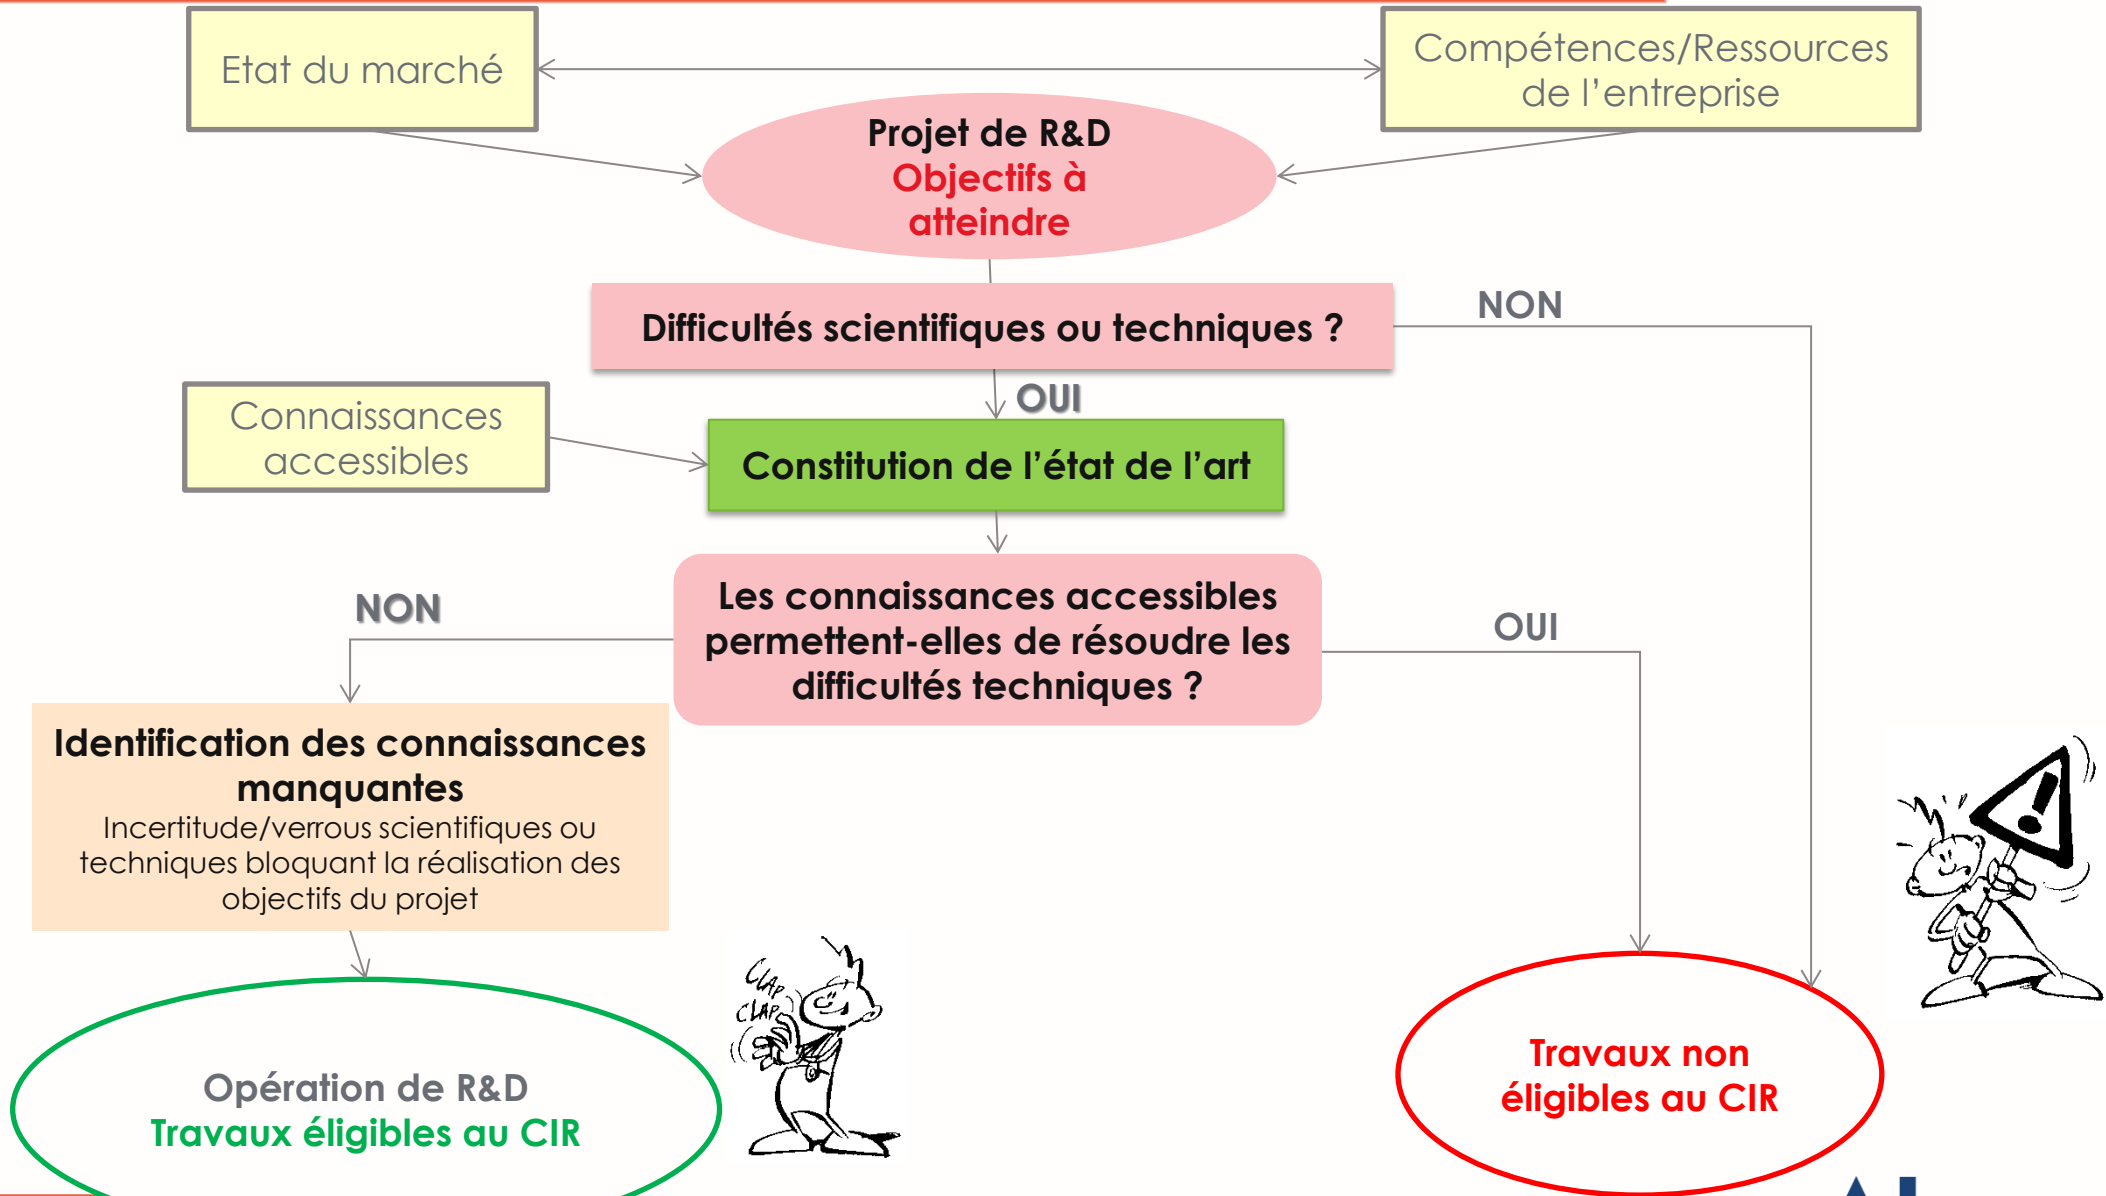 Etat du marché
Compétences/Ressources
de l’entreprise
Projet de R&D
Objectifs à
atteindre
Difficultés scientifiques ou techniques ?
NON
OUI
Connaissances
accessibles
Constitution de l’état de l’art
Les connaissances accessibles
permettent-elles de résoudre les
difficultés techniques ?
NON
OUI
Identification des connaissances
manquantes
Incertitude/verrous scientifiques ou
techniques bloquant la réalisation des
objectifs du projet
CLAP
CLAP
Opération de R&D
Travaux éligibles au CIR
Travaux non
éligibles au CIR